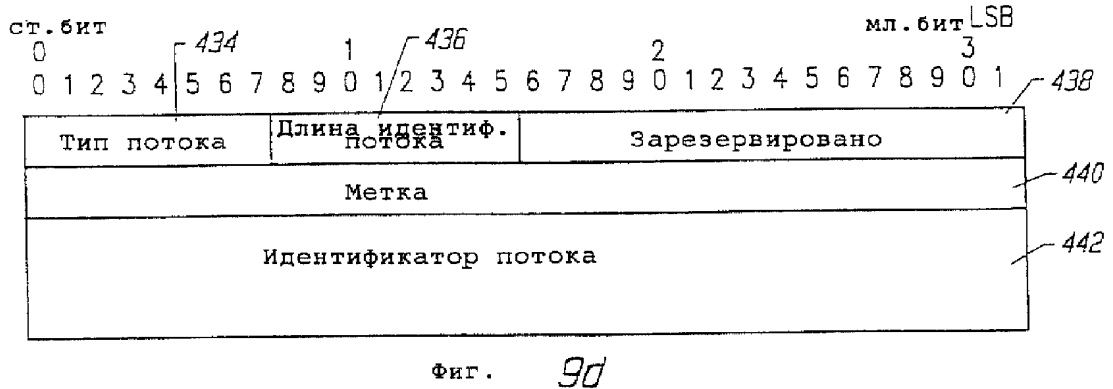 ст.бит мл.бит LSB
0 434 1 436 2 3
0 1 2 3 4 5 6 7 8 9 0 1 2 3 4 5 6 7 8 9 0 1 2 3 4 5 6 7 8 9 0 1 438
Тип потока Длина идентиф. потока Зарезервировано
Метка 440
Идентификатор потока 442
Фиг. 9d